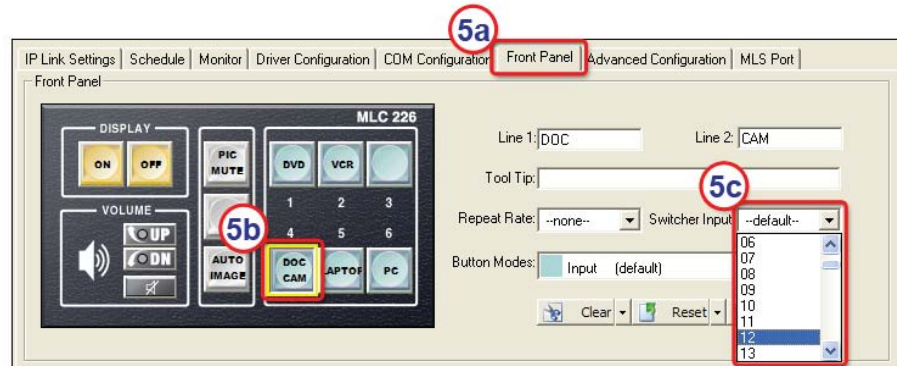 5a
IP Link Settings Schedule Monitor Driver Configuration COM Configuration Front Panel Advanced Configuration MLS Port
Front Panel
MLC 226
DISPLAY
ON OFF
PIC MUTE
DVD VCR
1 2 3
VOLUME
UP
DN
5b
4 5 6
AUTO IMAGE
DOC CAM
LAPTOP
PC
Line 1: DOC Line 2: CAM
Tool Tip:
5c
Repeat Rate: --none-- Switcher Input: --default--
Button Modes: Input (default)
Clear Reset
06
07
08
09
10
11
12
13